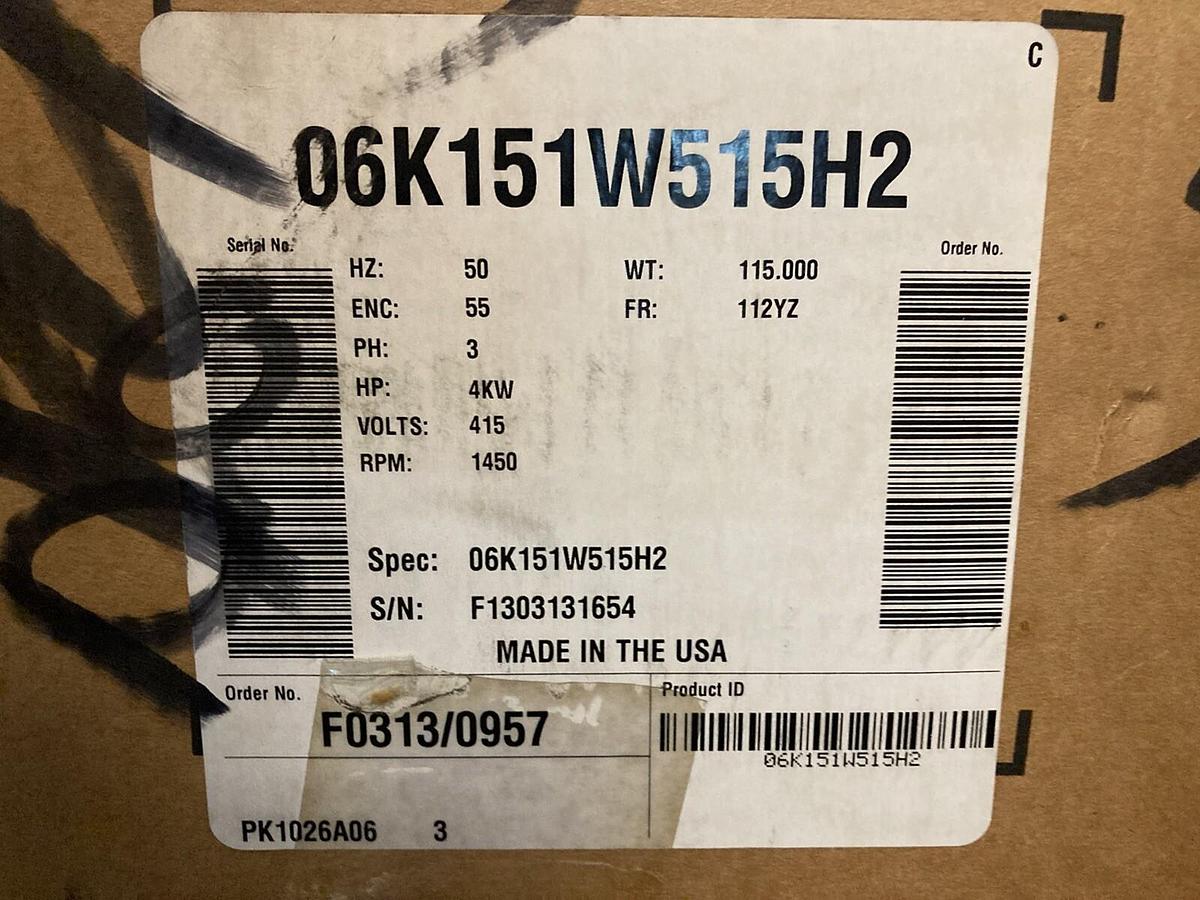 C
06K151W515H2
Serial No.
Order No.
HZ: 50 WT: 115.000
ENC: 55 FR: 112YZ
PH: 3
HP: 4KW
VOLTS: 415
RPM: 1450
Spec: 06K151W515H2
S/N: F1303131654
MADE IN THE USA
Order No.
F0313/0957
Product ID
06K151W515H2
PK1026A06 3